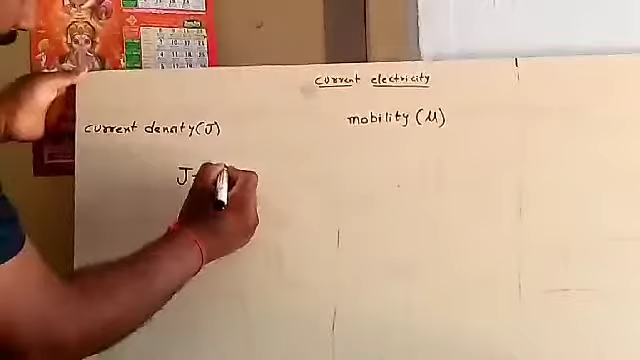 current electricity
current density(J)
mobility (μ)
J=